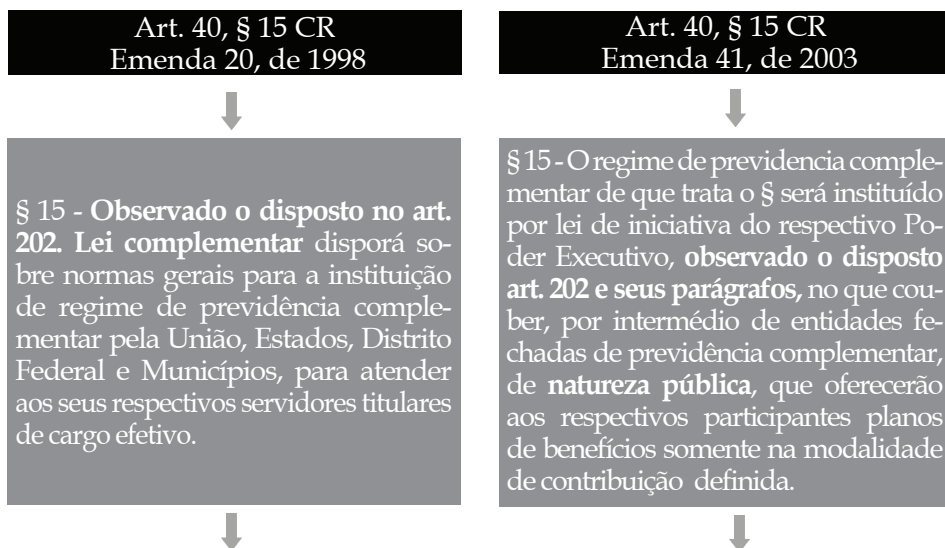 Art. 40, § 15 CR
Emenda 20, de 1998
§ 15 - Observado o disposto no art.
202. Lei complementar disporá so-
bre normas gerais para a instituição
de regime de previdência comple-
mentar pela União, Estados, Distrito
Federal e Municípios, para atender
aos seus respectivos servidores titulares
de cargo efetivo.
Art. 40, § 15 CR
Emenda 41, de 2003
§ 15 - O regime de previdencia comple-
mentar de que trata o § será instituído
por lei de iniciativa do respectivo Po-
der Executivo, observado o disposto
art. 202 e seus parágrafos, no que cou-
ber, por intermédio de entidades fe-
chadas de previdência complementar,
de natureza pública, que oferecerão
aos respectivos participantes planos
de benefícios somente na modalidade
de contribuição definida.